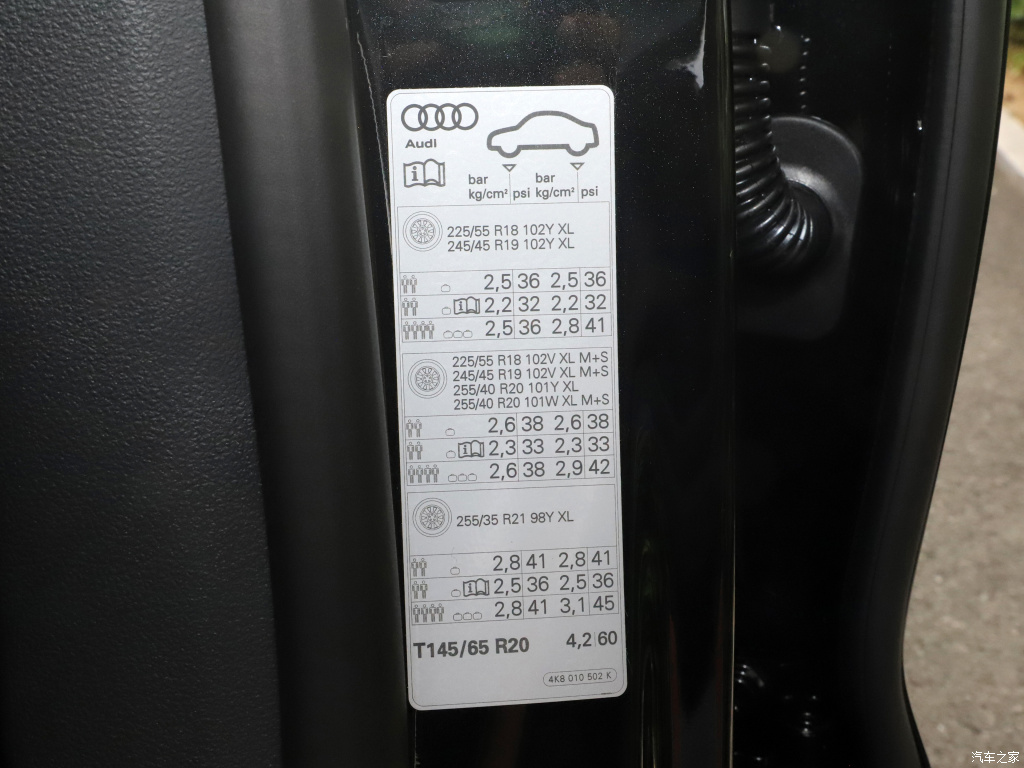 Audi
bar bar
kg/cm² psi kg/cm² psi
225/55 R18 102Y XL
245/45 R19 102Y XL
2,5 36 2,5 36
i 2,2 32 2,2 32
2,5 36 2,8 41
225/55 R18 102V XL M+S
245/45 R19 102V XL M+S
255/40 R20 101Y XL
255/40 R20 101W XL M+S
2,6 38 2,6 38
i 2,3 33 2,3 33
2,6 38 2,9 42
255/35 R21 98Y XL
2,8 41 2,8 41
i 2,5 36 2,5 36
2,8 41 3,1 45
T145/65 R20 4,2 60
4K8 010 502 K
汽车之家